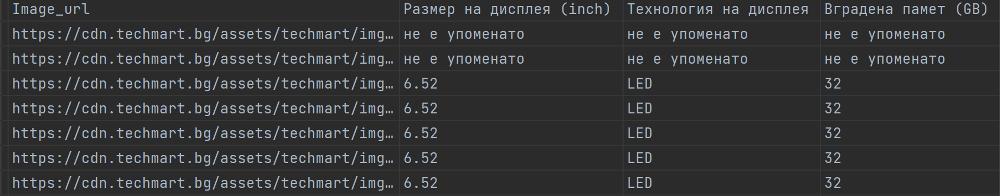 Image_url Размер на дисплея (inch) Технология на дисплея Вградена памет (GB)
https://cdn.techmart.bg/assets/techmart/img… не е упоменато не е упоменато не е упоменато
https://cdn.techmart.bg/assets/techmart/img… не е упоменато не е упоменато не е упоменато
https://cdn.techmart.bg/assets/techmart/img… 6.52 LED 32
https://cdn.techmart.bg/assets/techmart/img… 6.52 LED 32
https://cdn.techmart.bg/assets/techmart/img… 6.52 LED 32
https://cdn.techmart.bg/assets/techmart/img… 6.52 LED 32
https://cdn.techmart.bg/assets/techmart/img… 6.52 LED 32